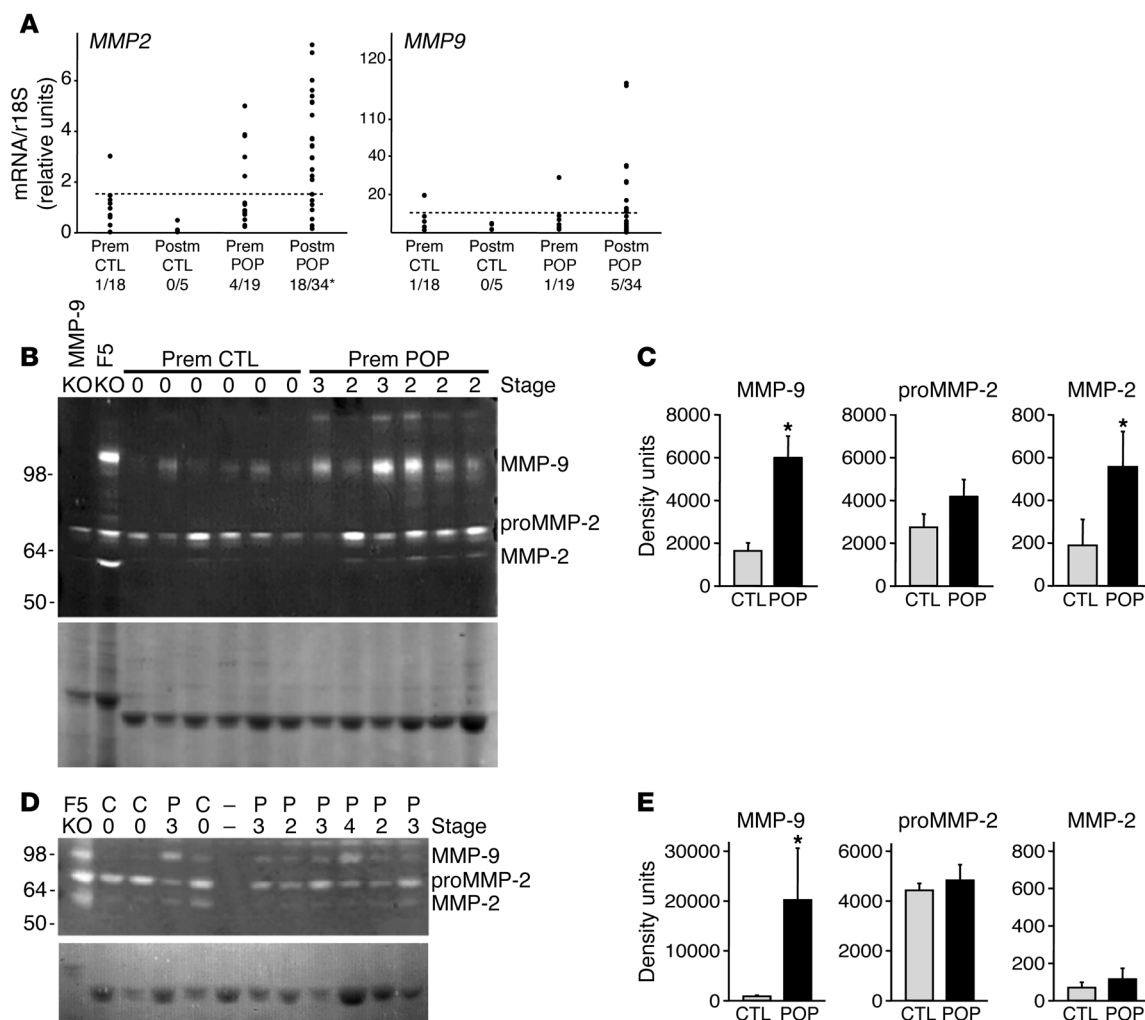 A
MMP2
MMP9
mRNA/r18S
(relative units)
6
4
2
0
120
110
40
20
Prem Postm Prem Postm
CTL CTL POP POP
1/18 0/5 4/19 18/34*
Prem Postm Prem Postm
CTL CTL POP POP
1/18 0/5 1/19 5/34
B
MMP-9 F5 Prem CTL Prem POP
KO KO 0 0 0 0 0 0 3 2 3 2 2 2 Stage
98- MMP-9
proMMP-2
64- MMP-2
50-
C
MMP-9 proMMP-2 MMP-2
Density units
8000 8000 800
6000 6000 600
4000 4000 400
2000 2000 200
0 0 0
* *
CTL POP CTL POP CTL POP
D
F5 C C P C – P P P P P P
KO 0 0 3 0 – 3 2 3 4 2 3 Stage
98- MMP-9
proMMP-2
64- MMP-2
50-
E
MMP-9 proMMP-2 MMP-2
Density units
30000 6000 800
20000 4000 600
10000 2000 400
0 0 200
0
*
CTL POP CTL POP CTL POP